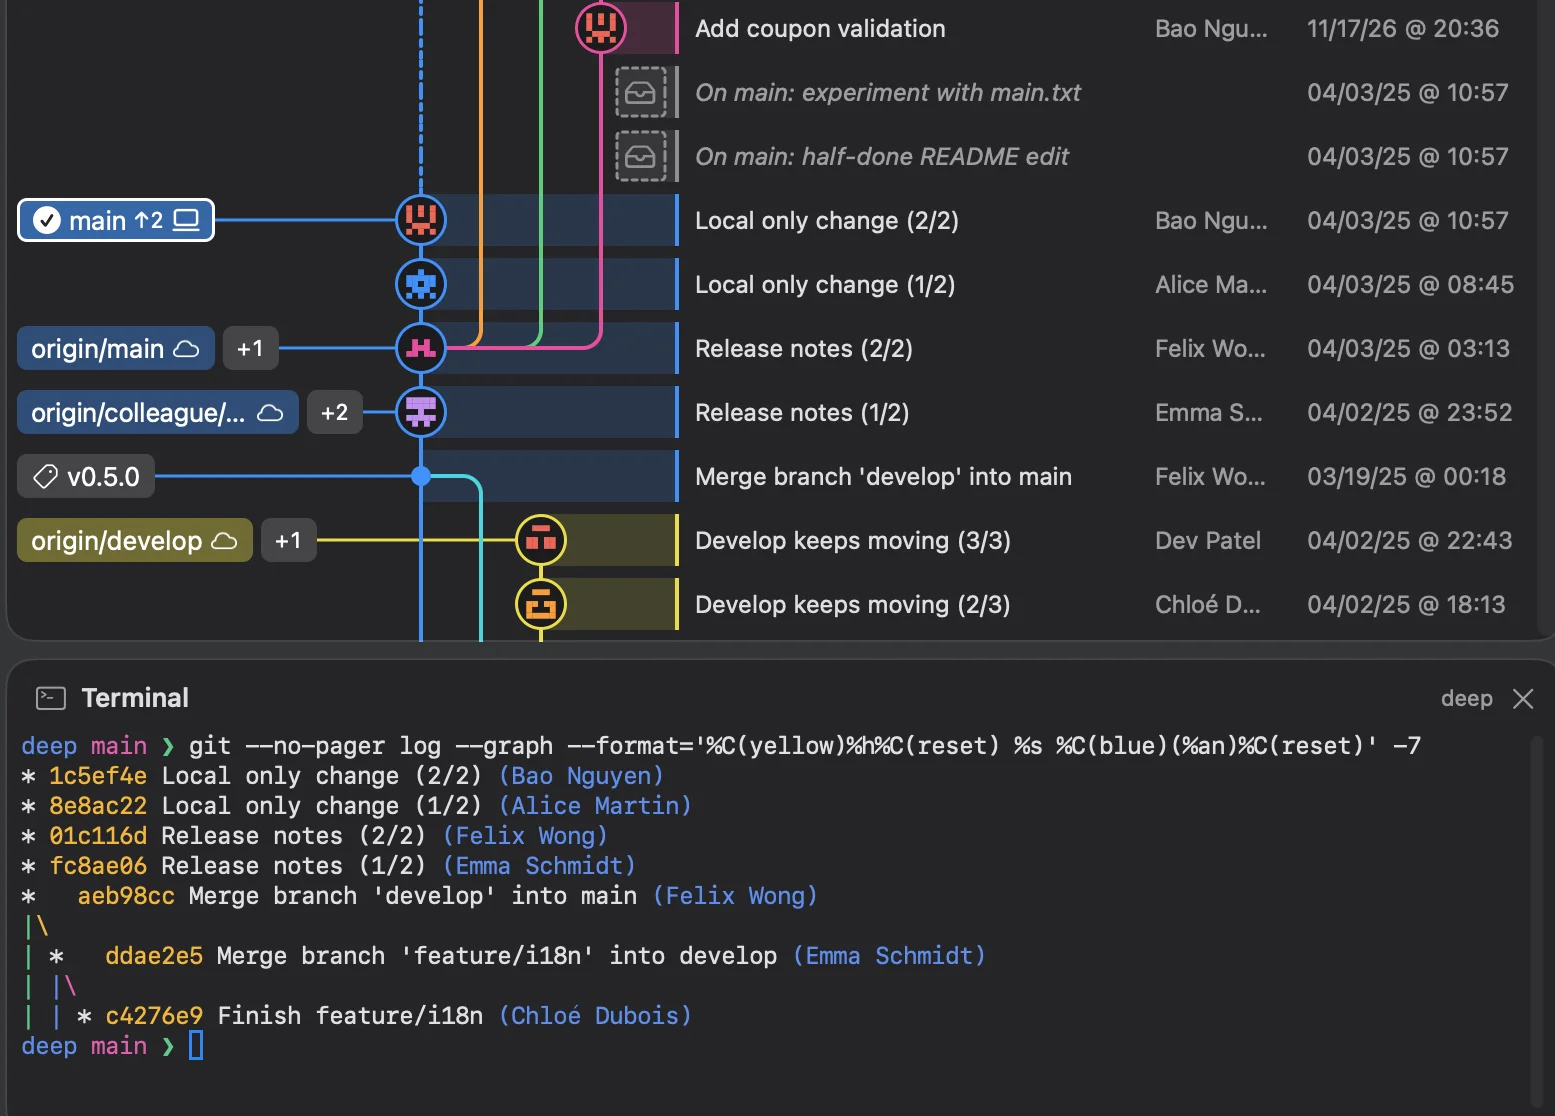 Add coupon validation Bao Ngu... 11/17/26 @ 20:36
On main: experiment with main.txt 04/03/25 @ 10:57
On main: half-done README edit 04/03/25 @ 10:57
main ↑2 Local only change (2/2) Bao Ngu... 04/03/25 @ 10:57
Local only change (1/2) Alice Ma... 04/03/25 @ 08:45
origin/main +1 Release notes (2/2) Felix Wo... 04/03/25 @ 03:13
origin/colleague/... +2 Release notes (1/2) Emma S... 04/02/25 @ 23:52
v0.5.0 Merge branch 'develop' into main Felix Wo... 03/19/25 @ 00:18
origin/develop +1 Develop keeps moving (3/3) Dev Patel 04/02/25 @ 22:43
Develop keeps moving (2/3) Chloé D... 04/02/25 @ 18:13
Terminal deep
deep main ❯ git --no-pager log --graph --format='%C(yellow)%h%C(reset) %s %C(blue)(%an)%C(reset)' -7
* 1c5ef4e Local only change (2/2) (Bao Nguyen)
* 8e8ac22 Local only change (1/2) (Alice Martin)
* 01c116d Release notes (2/2) (Felix Wong)
* fc8ae06 Release notes (1/2) (Emma Schmidt)
*   aeb98cc Merge branch 'develop' into main (Felix Wong)
|\
| *   ddae2e5 Merge branch 'feature/i18n' into develop (Emma Schmidt)
| |\
| | * c4276e9 Finish feature/i18n (Chloé Dubois)
deep main ❯